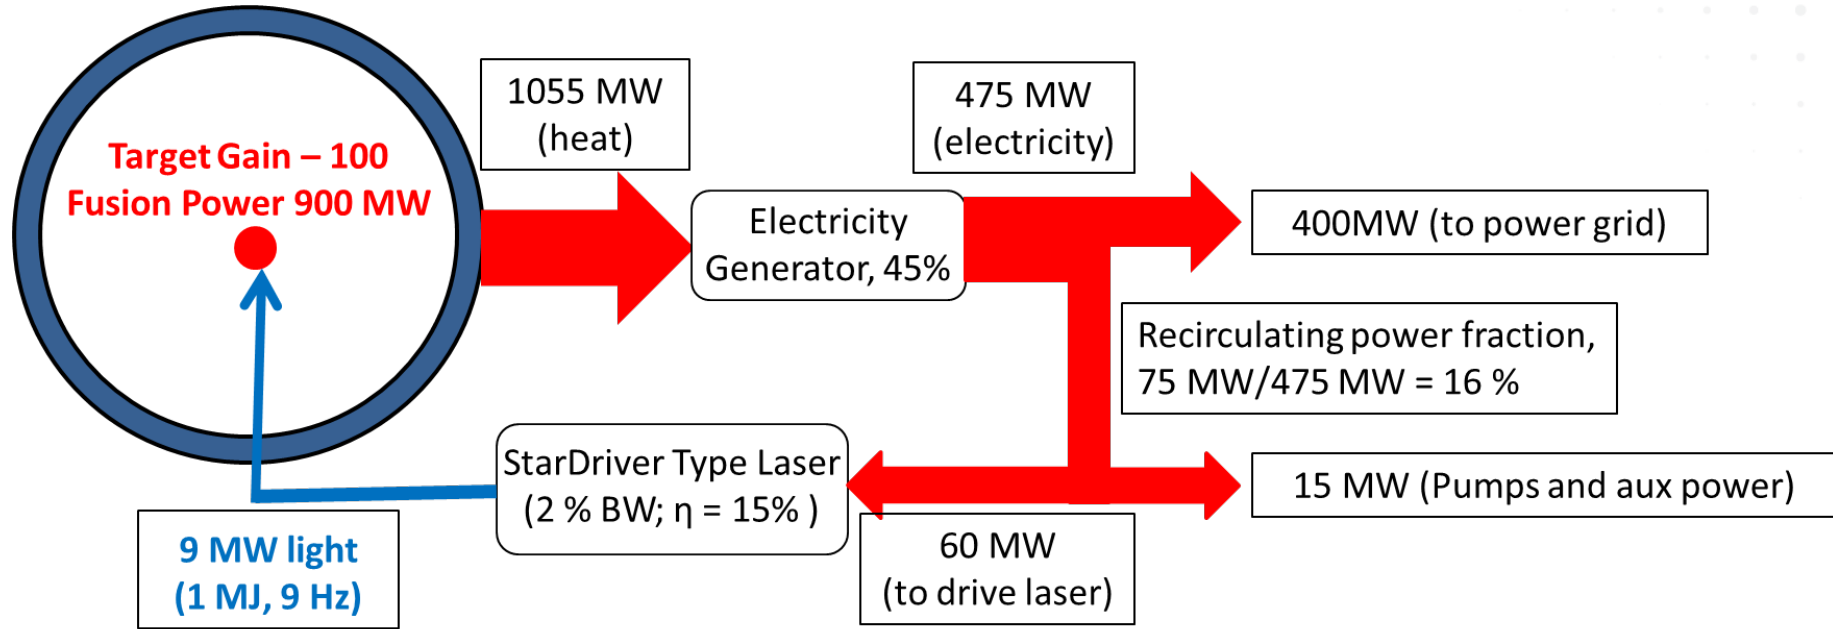 Target Gain – 100
Fusion Power 900 MW
1055 MW
(heat)
Electricity
Generator, 45%
475 MW
(electricity)
400MW (to power grid)
Recirculating power fraction,
75 MW/475 MW = 16 %
15 MW (Pumps and aux power)
60 MW
(to drive laser)
StarDriver Type Laser
(2 % BW; η = 15% )
9 MW light
(1 MJ, 9 Hz)